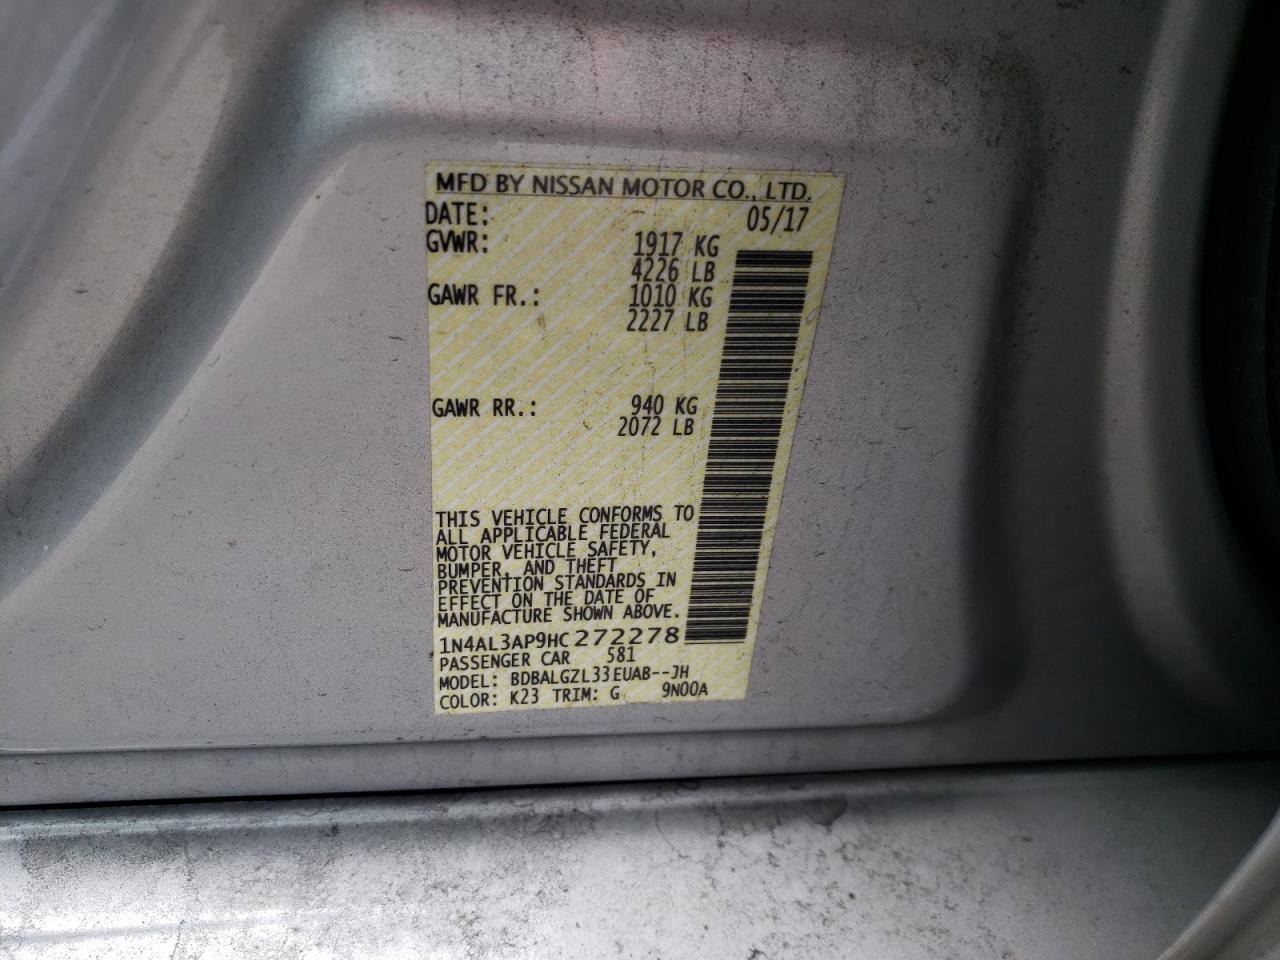 MFD BY NISSAN MOTOR CO., LTD.
DATE: 05/17
GVWR: 1917 KG
4226 LB
GAWR FR.: 1010 KG
2227 LB
GAWR RR.: 940 KG
2072 LB
THIS VEHICLE CONFORMS TO
ALL APPLICABLE FEDERAL
MOTOR VEHICLE SAFETY,
BUMPER, AND THEFT
PREVENTION STANDARDS IN
EFFECT ON THE DATE OF
MANUFACTURE SHOWN ABOVE.
1N4AL3AP9HC272278
PASSENGER CAR 581
MODEL: BDBALGZL33EUAB--JH
COLOR: K23 TRIM: G 9N00A